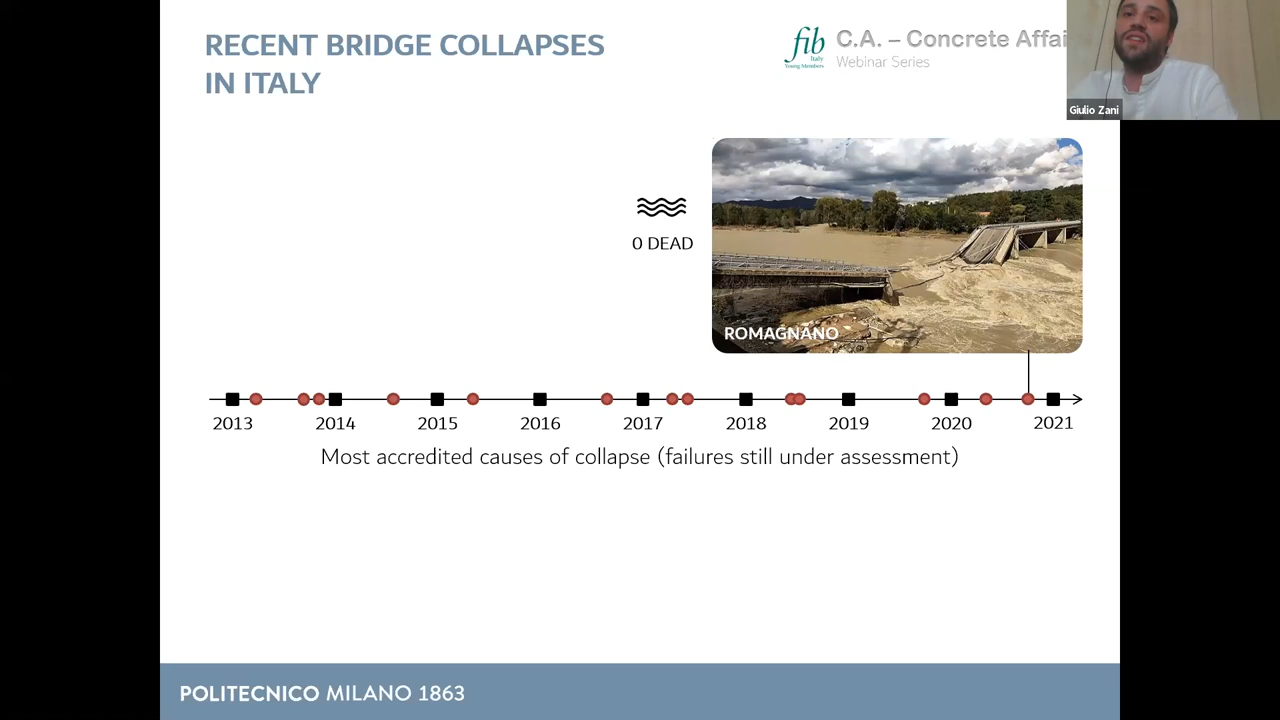 RECENT BRIDGE COLLAPSES
IN ITALY
fib
Italy
Young Members
C.A. – Concrete Affai
Webinar Series
Giulio Zani
0 DEAD
ROMAGNANO
2013 2014 2015 2016 2017 2018 2019 2020 2021
Most accredited causes of collapse (failures still under assessment)
POLITECNICO MILANO 1863